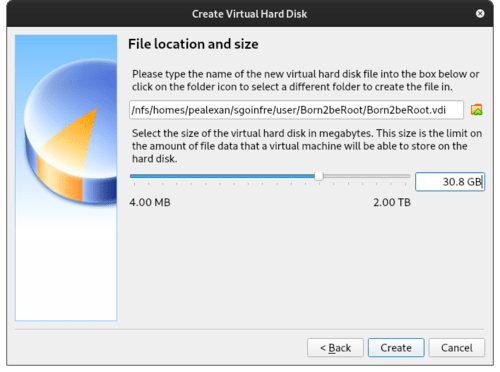 Create Virtual Hard Disk
File location and size
Please type the name of the new virtual hard disk file into the box below or
click on the folder icon to select a different folder to create the file in.
/nfs/homes/pealexan/sgoinfre/user/Born2beRoot/Born2beRoot.vdi
Select the size of the virtual hard disk in megabytes. This size is the limit on
the amount of file data that a virtual machine will be able to store on the
hard disk.
30.8 GB
4.00 MB 2.00 TB
< Back Create Cancel